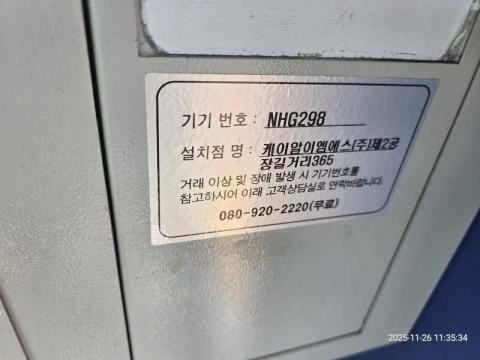 기기 번호 : NHG298
설치점 명 : 케이알이엠에스(주)제2공
장길거리365
거래 이상 및 장애 발생 시 기기번호를
참고하시어 아래 고객상담실로 연락바랍니다.
080-920-2220(무료)
2025-11-26 11:35:34